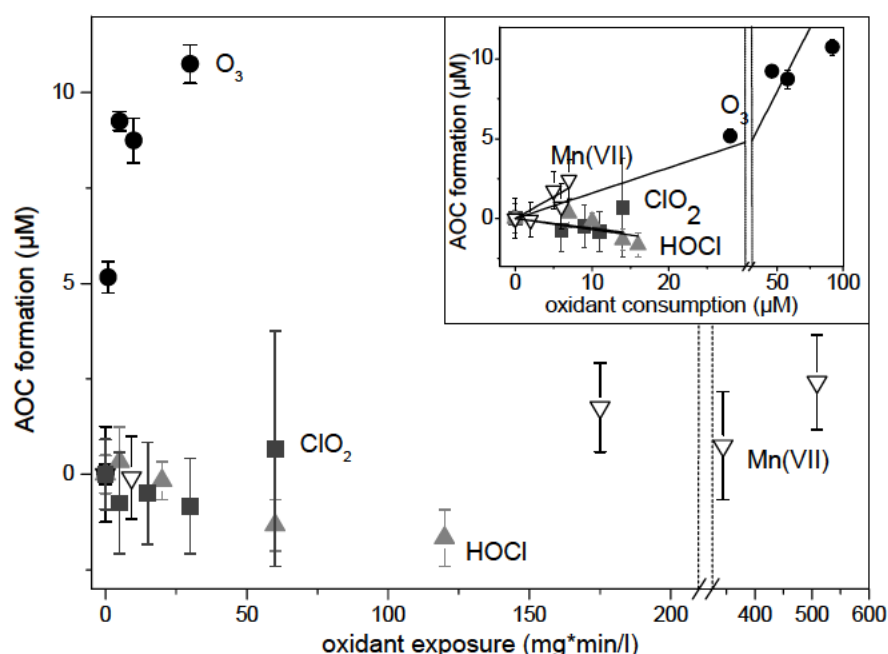 O3
10
5
0
AOC formation (µM)
ClO2
HOCl
Mn(VII)
0 50 100 150 200 400 500 600
oxidant exposure (mg*min/l)
10
5
0
AOC formation (µM)
O3
Mn(VII)
ClO2
HOCl
0 10 20 50 100
oxidant consumption (µM)